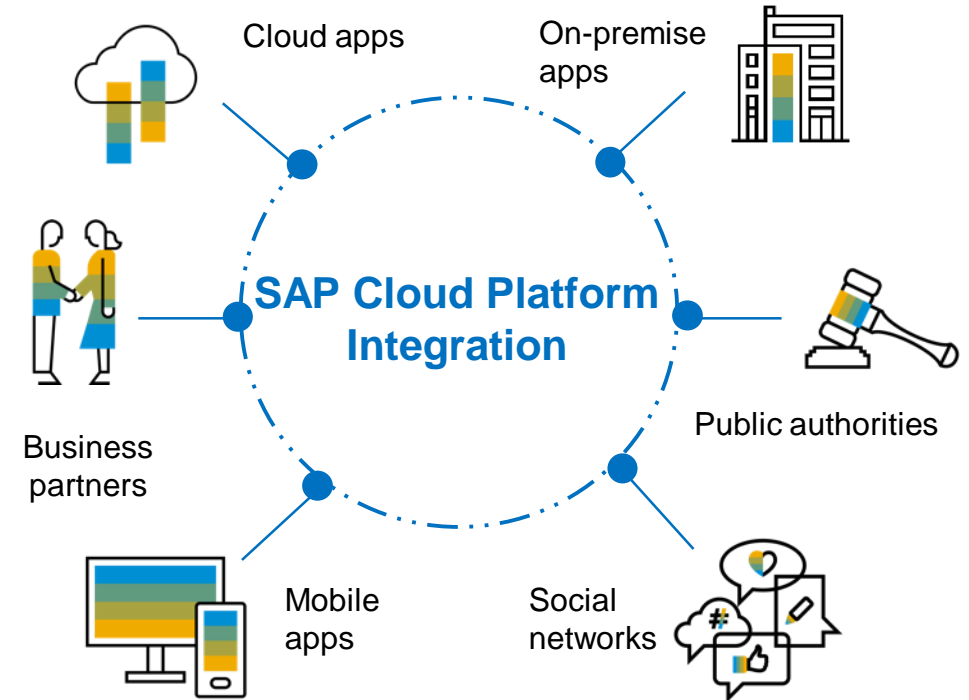 Cloud apps
On-premise
apps
SAP Cloud Platform
Integration
Business
partners
Public authorities
Mobile
apps
Social
networks
#